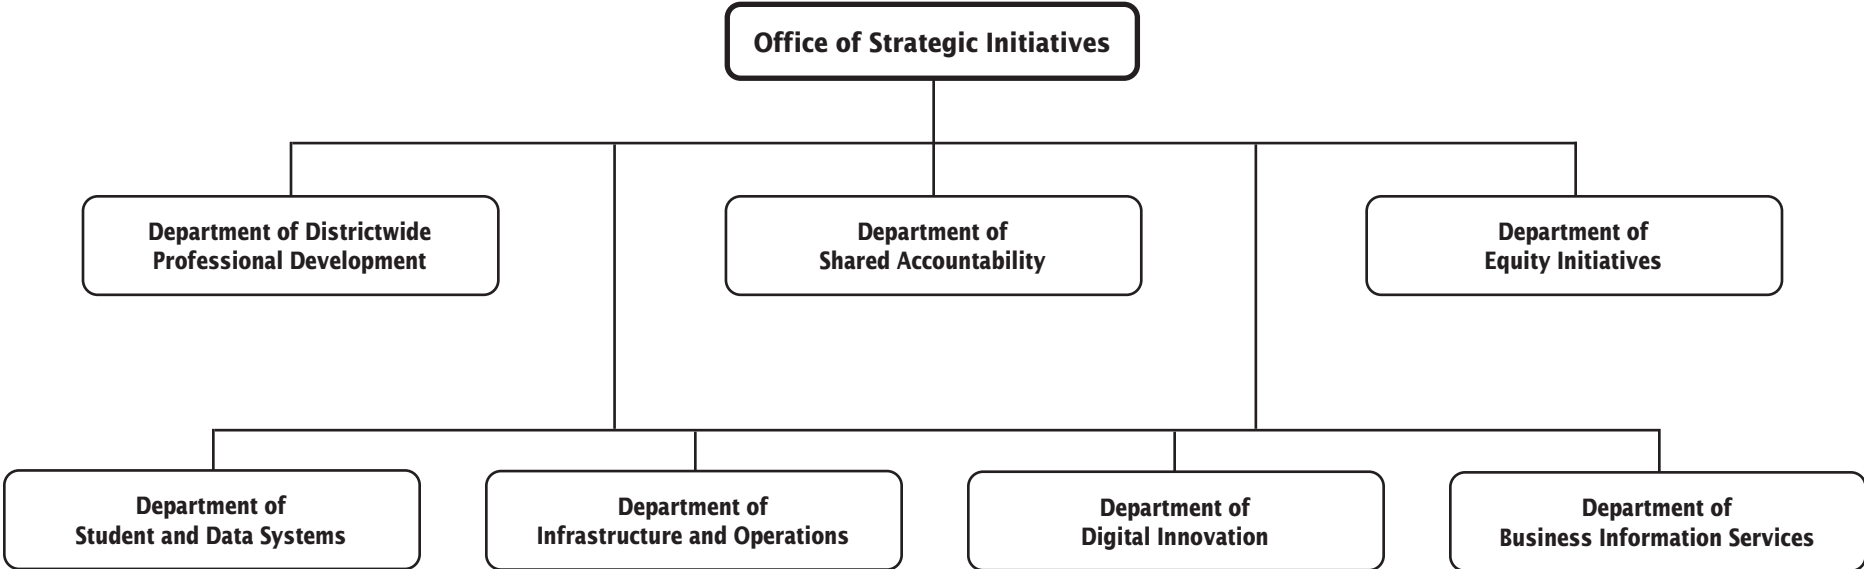 Office of Strategic Initiatives
Department of Districtwide
Professional Development
Department of
Shared Accountability
Department of
Equity Initiatives
Department of
Student and Data Systems
Department of
Infrastructure and Operations
Department of
Digital Innovation
Department of
Business Information Services